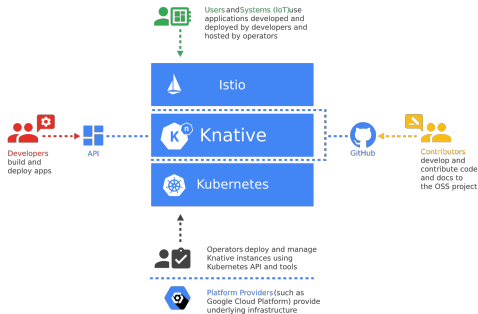 Users and Systems (IoT) use
applications developed and
deployed by developers and
hosted by operators
Istio
K
n
Knative
Kubernetes
Developers
build and
deploy apps
API
GitHub
Contributors
develop and
contribute code
and docs to
the OSS project
Operators deploy and manage
Knative instances using
Kubernetes API and tools
Platform Providers (such as
Google Cloud Platform) provide
underlying infrastructure